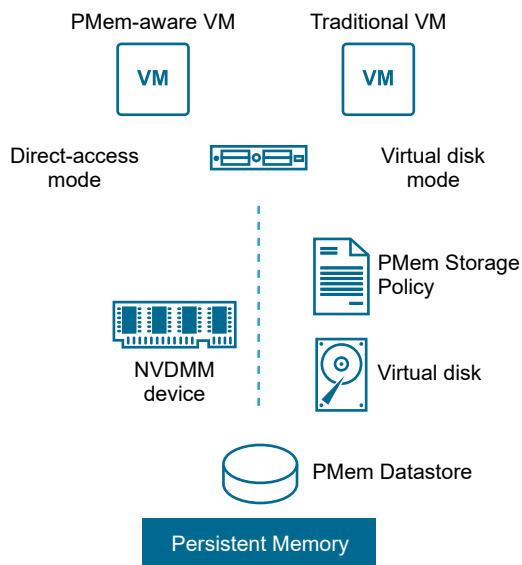 PMem-aware VM
Traditional VM
VM
VM
Direct-access
mode
Virtual disk
mode
PMem Storage
Policy
NVDMM
device
Virtual disk
PMem Datastore
Persistent Memory